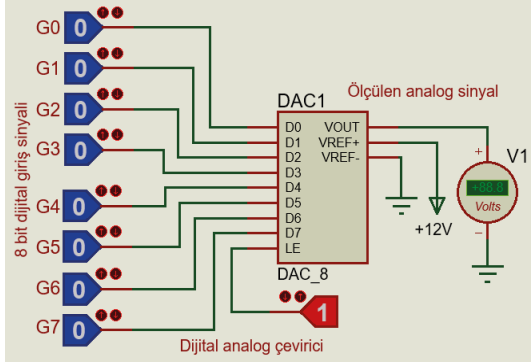 G0 0
G1 0
G2 0
G3 0
G4 0
G5 0
G6 0
G7 0
8 bit dijital giriş sinyali
DAC1
D0 VOUT
D1 VREF+
D2 VREF-
D3
D4
D5
D6
D7
LE
DAC_8
1
Dijital analog çevirici
Ölçülen analog sinyal
+12V
V1
+
+88.8
Volts
−